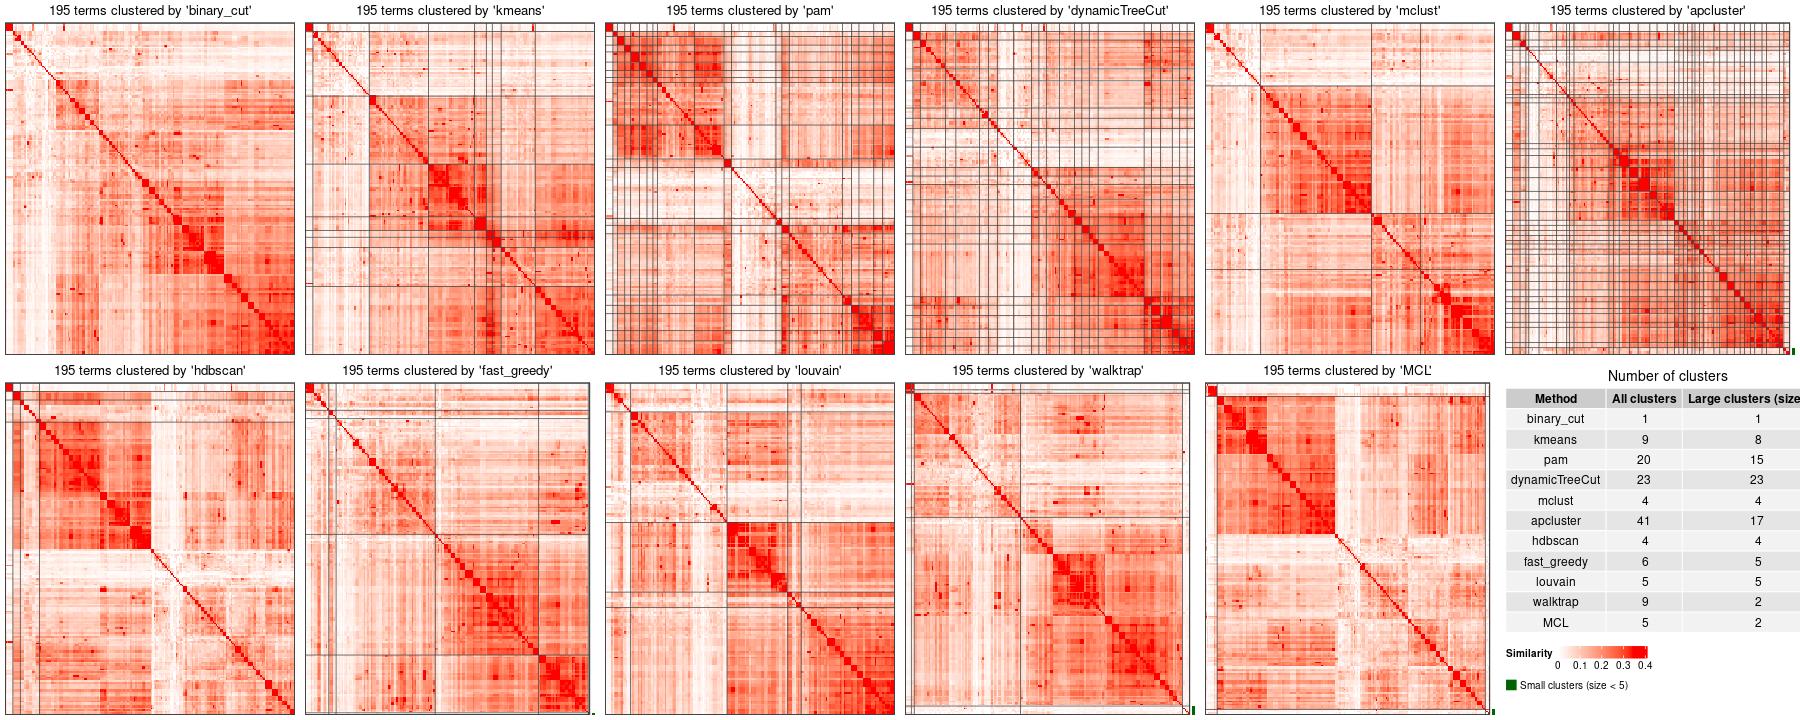 195 terms clustered by 'binary_cut'
195 terms clustered by 'kmeans'
195 terms clustered by 'pam'
195 terms clustered by 'dynamicTreeCut'
195 terms clustered by 'mclust'
195 terms clustered by 'apcluster'
195 terms clustered by 'hdbscan'
195 terms clustered by 'fast_greedy'
195 terms clustered by 'louvain'
195 terms clustered by 'walktrap'
195 terms clustered by 'MCL'
Number of clusters
Method All clusters Large clusters (size
binary_cut 1 1
kmeans 9 8
pam 20 15
dynamicTreeCut 23 23
mclust 4 4
apcluster 41 17
hdbscan 4 4
fast_greedy 6 5
louvain 5 5
walktrap 9 2
MCL 5 2
Similarity
0 0.1 0.2 0.3 0.4
Small clusters (size < 5)